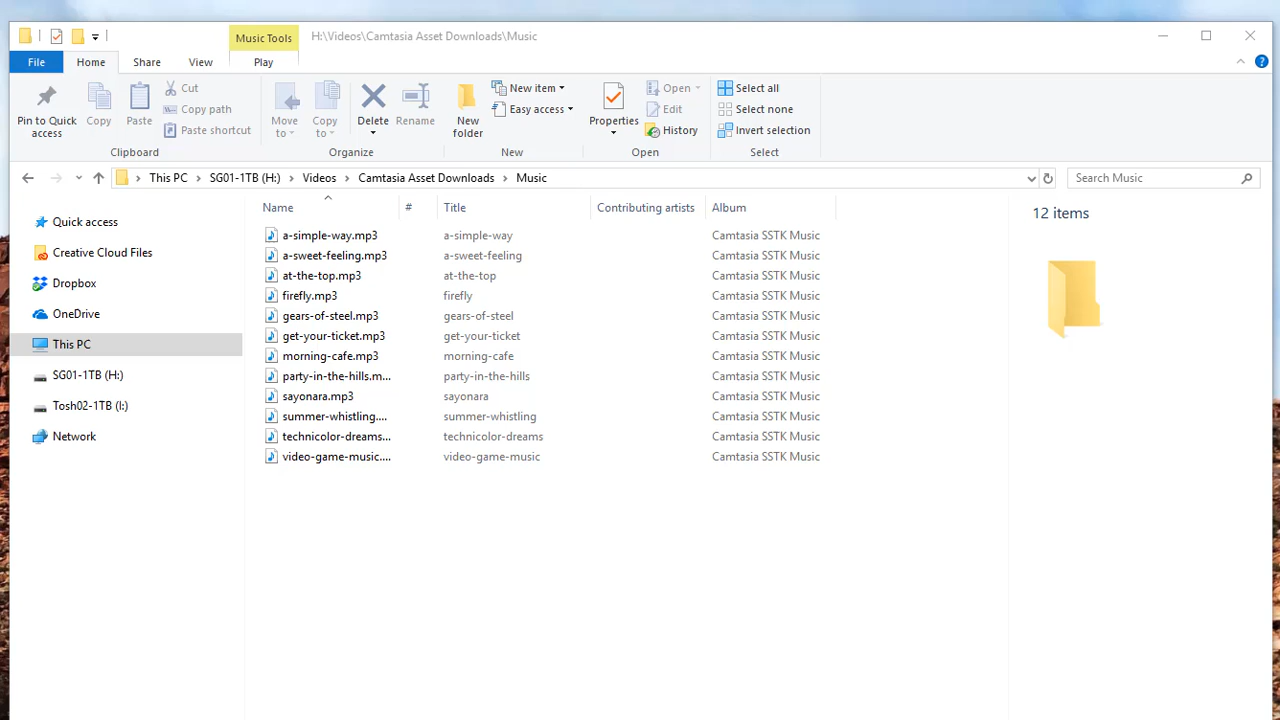 Music Tools H:\Videos\Camtasia Asset Downloads\Music
File Home Share View Play
Pin to Quick access
Copy
Paste
Cut
Copy path
Paste shortcut
Clipboard
Move to
Copy to
Delete
Rename
Organize
New folder
New item
Easy access
New
Properties
Open
Edit
History
Open
Select all
Select none
Invert selection
Select
This PC SG01-1TB (H:) Videos Camtasia Asset Downloads Music
Search Music
Quick access
Creative Cloud Files
Dropbox
OneDrive
This PC
SG01-1TB (H:)
Tosh02-1TB (I:)
Network
Name # Title Contributing artists Album
a-simple-way.mp3 a-simple-way Camtasia SSTK Music
a-sweet-feeling.mp3 a-sweet-feeling Camtasia SSTK Music
at-the-top.mp3 at-the-top Camtasia SSTK Music
firefly.mp3 firefly Camtasia SSTK Music
gears-of-steel.mp3 gears-of-steel Camtasia SSTK Music
get-your-ticket.mp3 get-your-ticket Camtasia SSTK Music
morning-cafe.mp3 morning-cafe Camtasia SSTK Music
party-in-the-hills.m... party-in-the-hills Camtasia SSTK Music
sayonara.mp3 sayonara Camtasia SSTK Music
summer-whistling.... summer-whistling Camtasia SSTK Music
technicolor-dreams... technicolor-dreams Camtasia SSTK Music
video-game-music.... video-game-music Camtasia SSTK Music
12 items